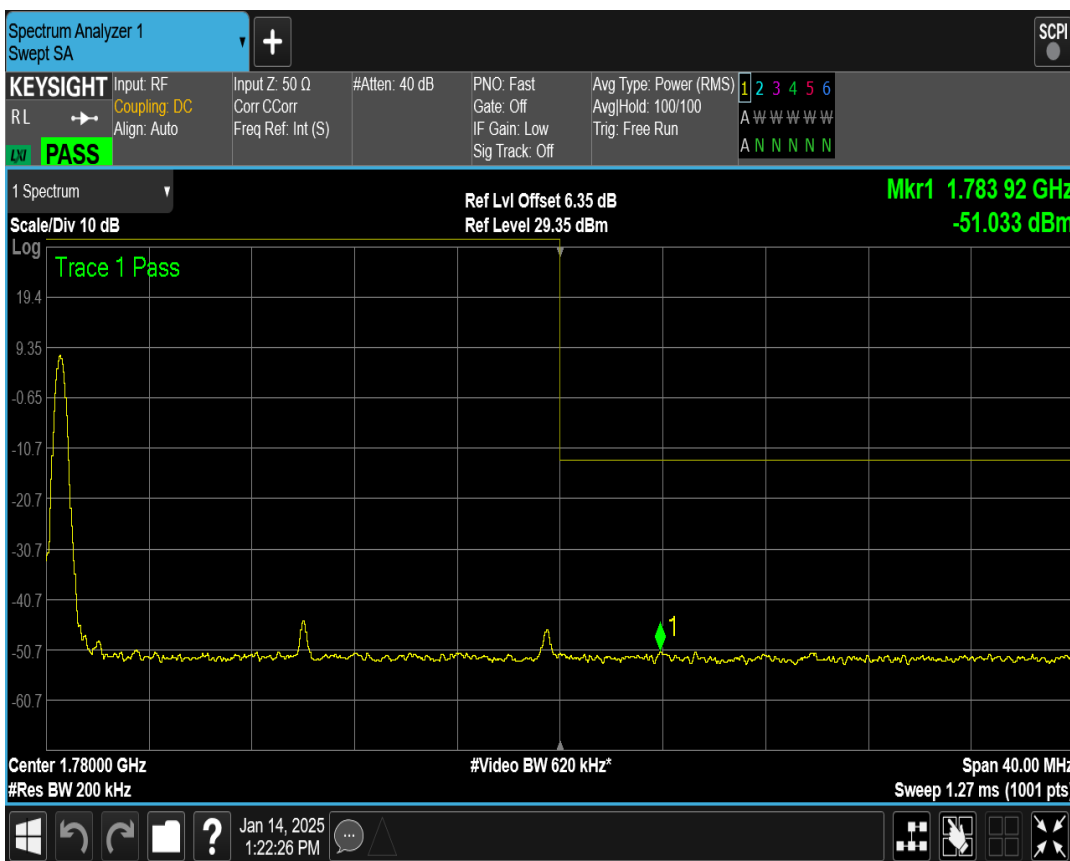 Spectrum Analyzer 1
Swept SA
SCPI
KEYSIGHT
RL
LXI
PASS
Input: RF
Coupling: DC
Align: Auto
Input Z: 50 Ω
Corr CCorr
Freq Ref: Int (S)
#Atten: 40 dB
PNO: Fast
Gate: Off
IF Gain: Low
Sig Track: Off
Avg Type: Power (RMS)
Avg|Hold: 100/100
Trig: Free Run
1 2 3 4 5 6
A W W W W W
A N N N N N
1 Spectrum
Scale/Div 10 dB
Ref Lvl Offset 6.35 dB
Ref Level 29.35 dBm
Mkr1 1.783 92 GHz
-51.033 dBm
Log
Trace 1 Pass
19.4
9.35
-0.65
-10.7
-20.7
-30.7
-40.7
-50.7
-60.7
1
Center 1.78000 GHz
#Video BW 620 kHz*
Span 40.00 MHz
#Res BW 200 kHz
Sweep 1.27 ms (1001 pts)
?
Jan 14, 2025
1:22:26 PM